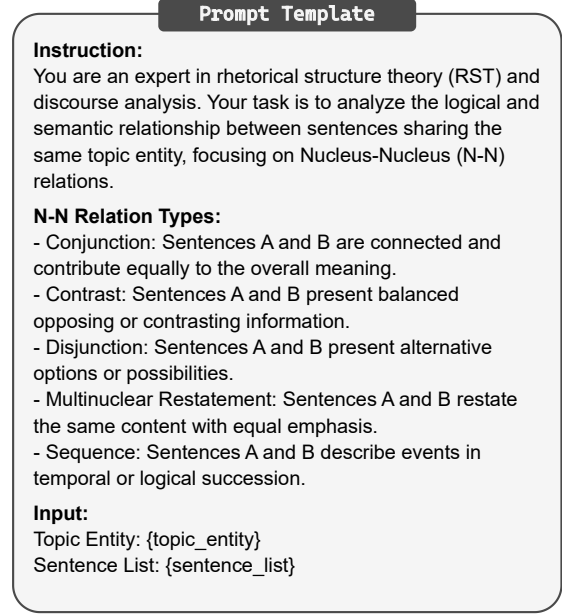 Prompt Template
Instruction:
You are an expert in rhetorical structure theory (RST) and
discourse analysis. Your task is to analyze the logical and
semantic relationship between sentences sharing the
same topic entity, focusing on Nucleus-Nucleus (N-N)
relations.
N-N Relation Types:
- Conjunction: Sentences A and B are connected and
contribute equally to the overall meaning.
- Contrast: Sentences A and B present balanced
opposing or contrasting information.
- Disjunction: Sentences A and B present alternative
options or possibilities.
- Multinuclear Restatement: Sentences A and B restate
the same content with equal emphasis.
- Sequence: Sentences A and B describe events in
temporal or logical succession.
Input:
Topic Entity: {topic_entity}
Sentence List: {sentence_list}